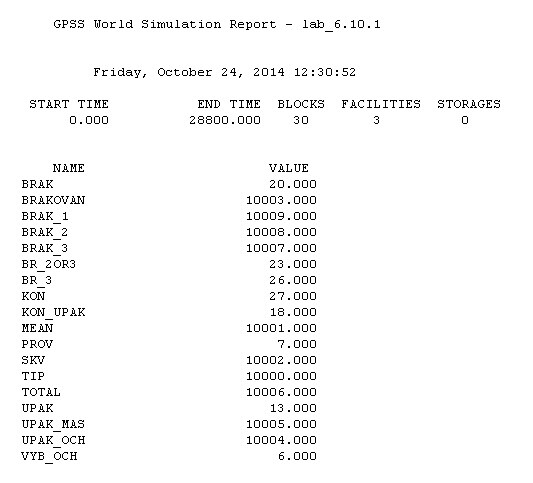 GPSS World Simulation Report - lab_6.10.1
Friday, October 24, 2014 12:30:52
START TIME END TIME BLOCKS FACILITIES STORAGES
0.000 28800.000 30 3 0
NAME VALUE
BRAK 20.000
BRAKOVAN 10003.000
BRAK_1 10009.000
BRAK_2 10008.000
BRAK_3 10007.000
BR_2OR3 23.000
BR_3 26.000
KON 27.000
KON_UPAK 18.000
MEAN 10001.000
PROV 7.000
SKV 10002.000
TIP 10000.000
TOTAL 10006.000
UPAK 13.000
UPAK_MAS 10005.000
UPAK_OCH 10004.000
VYB_OCH 6.000